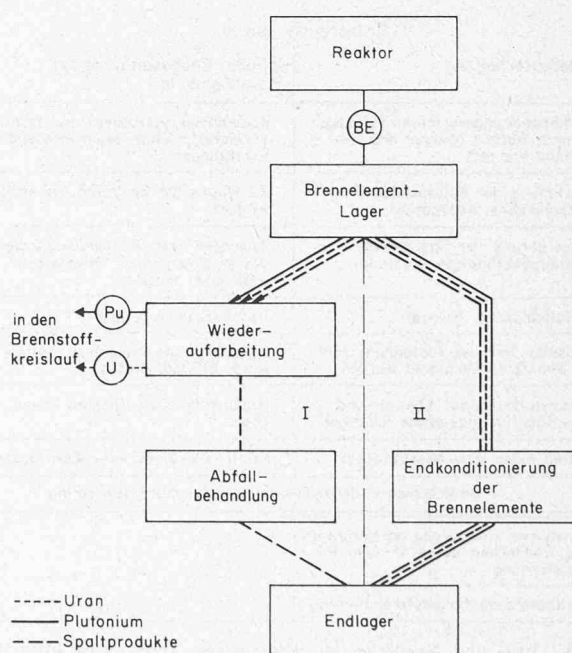 Reaktor
BE
Brennelement-
Lager
Pu
in den
Brennstoff-
kreislauf
U
Wieder-
aufarbeitung
I
II
Abfall-
behandlung
Endkonditionierung
der
Brennelemente
Endlager
Uran
Plutonium
Spaltprodukte